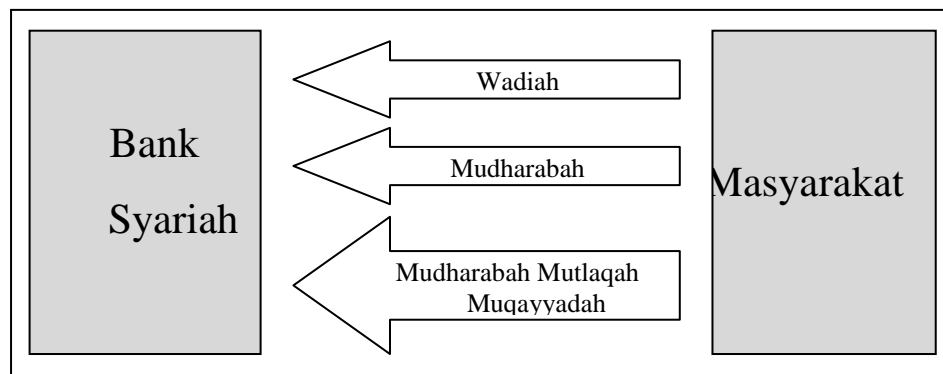 Bank
Syariah
Wadiah
Mudharabah
Mudharabah Mutlaqah
Muqayyadah
Masyarakat